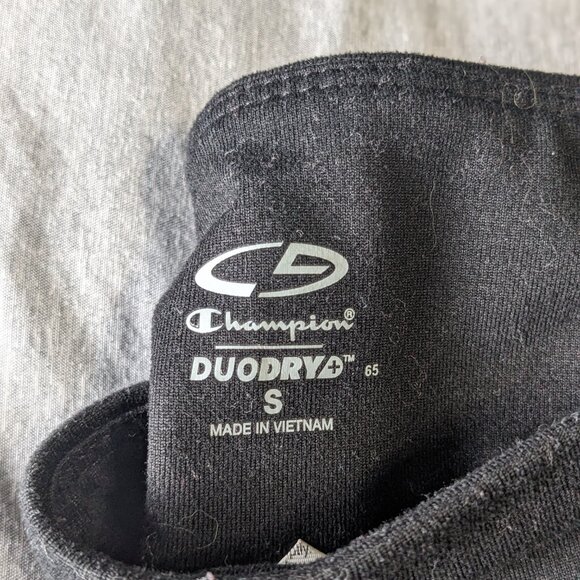 Champion®
DUODRY+™ 65
S
MADE IN VIETNAM